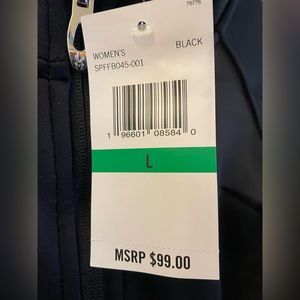 76776
WOMEN'S BLACK
SPFFB045-001
1 96601 08584 0
L
MSRP $99.00